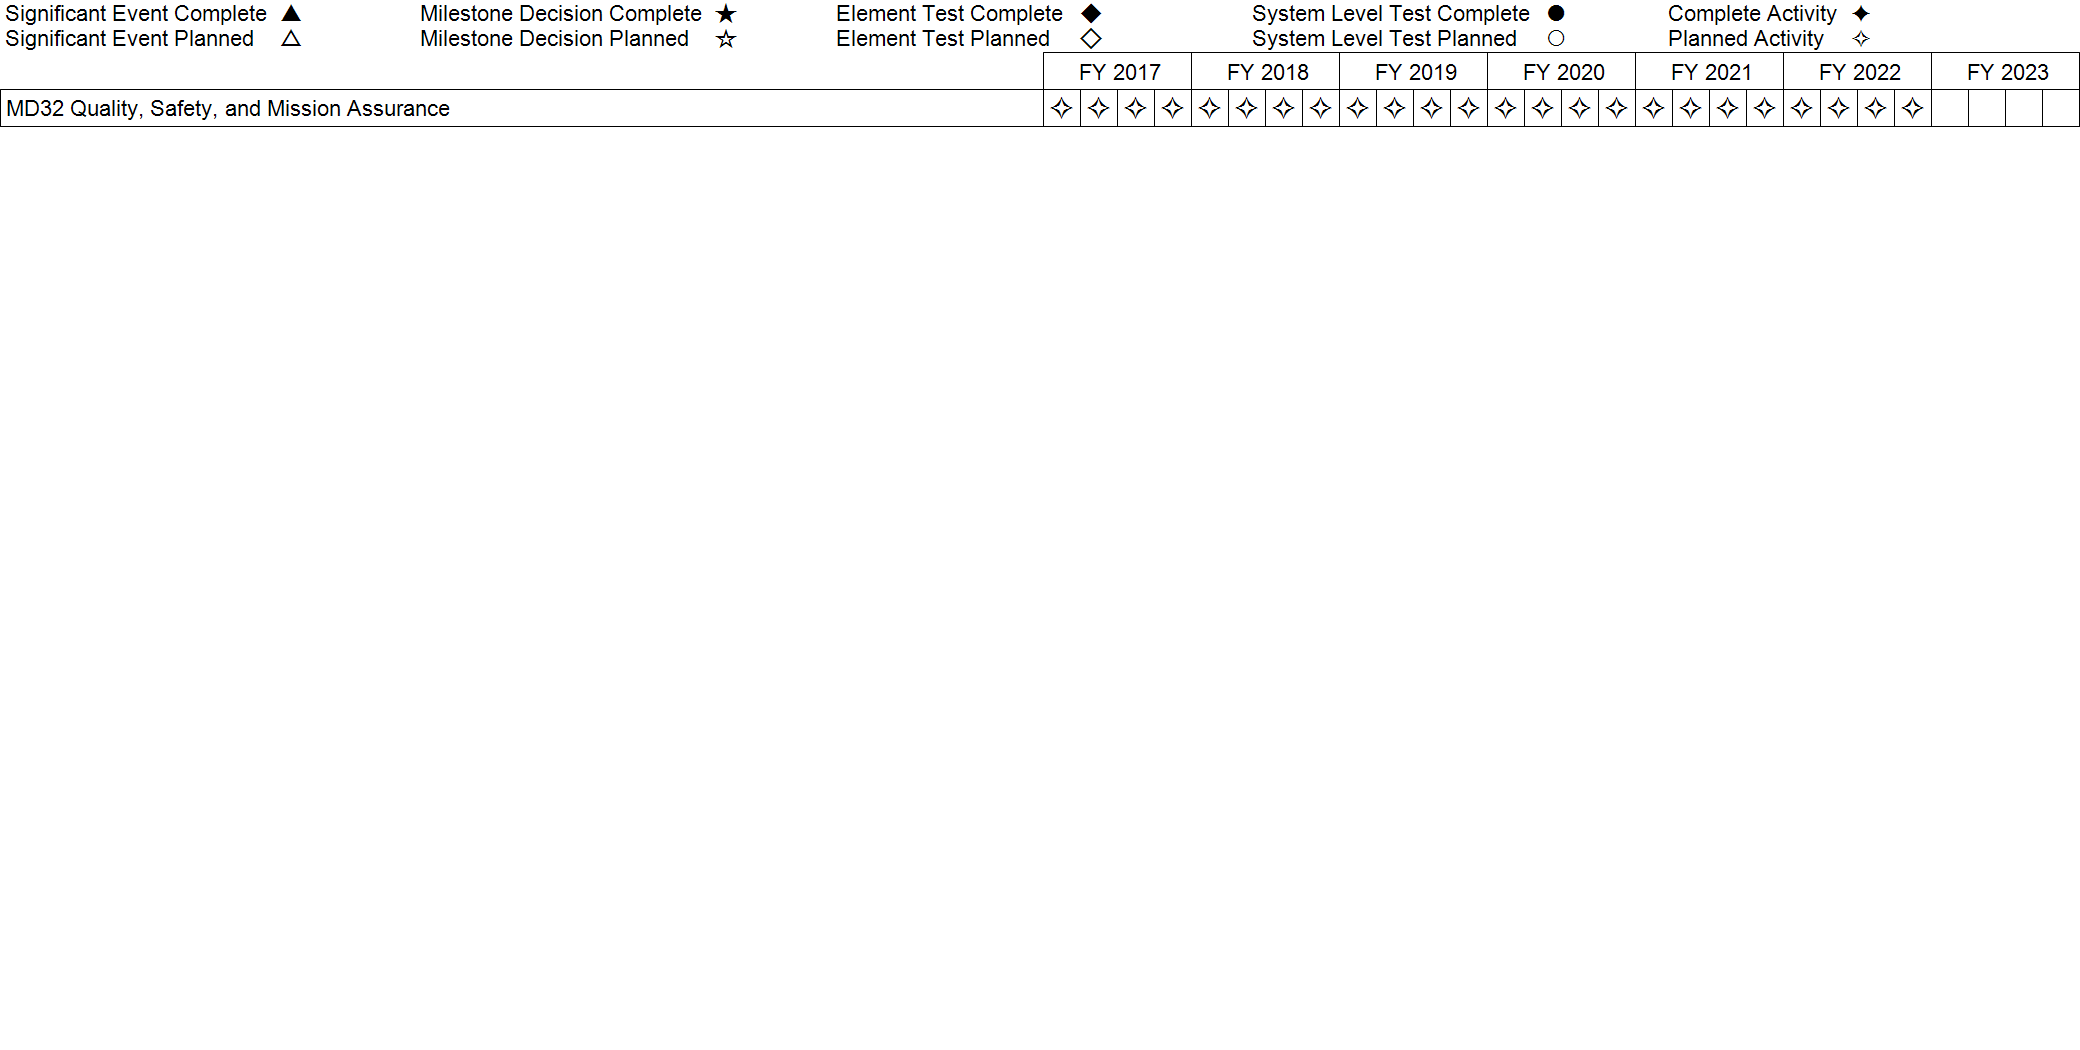 Significant Event Complete ▲ Milestone Decision Complete ★ Element Test Complete ◆ System Level Test Complete ● Complete Activity ✦
Significant Event Planned △ Milestone Decision Planned ☆ Element Test Planned ◇ System Level Test Planned ○ Planned Activity ✧
FY 2017 FY 2018 FY 2019 FY 2020 FY 2021 FY 2022 FY 2023
MD32 Quality, Safety, and Mission Assurance ✧ ✧ ✧ ✧ ✧ ✧ ✧ ✧ ✧ ✧ ✧ ✧ ✧ ✧ ✧ ✧ ✧ ✧ ✧ ✧ ✧ ✧ ✧ ✧